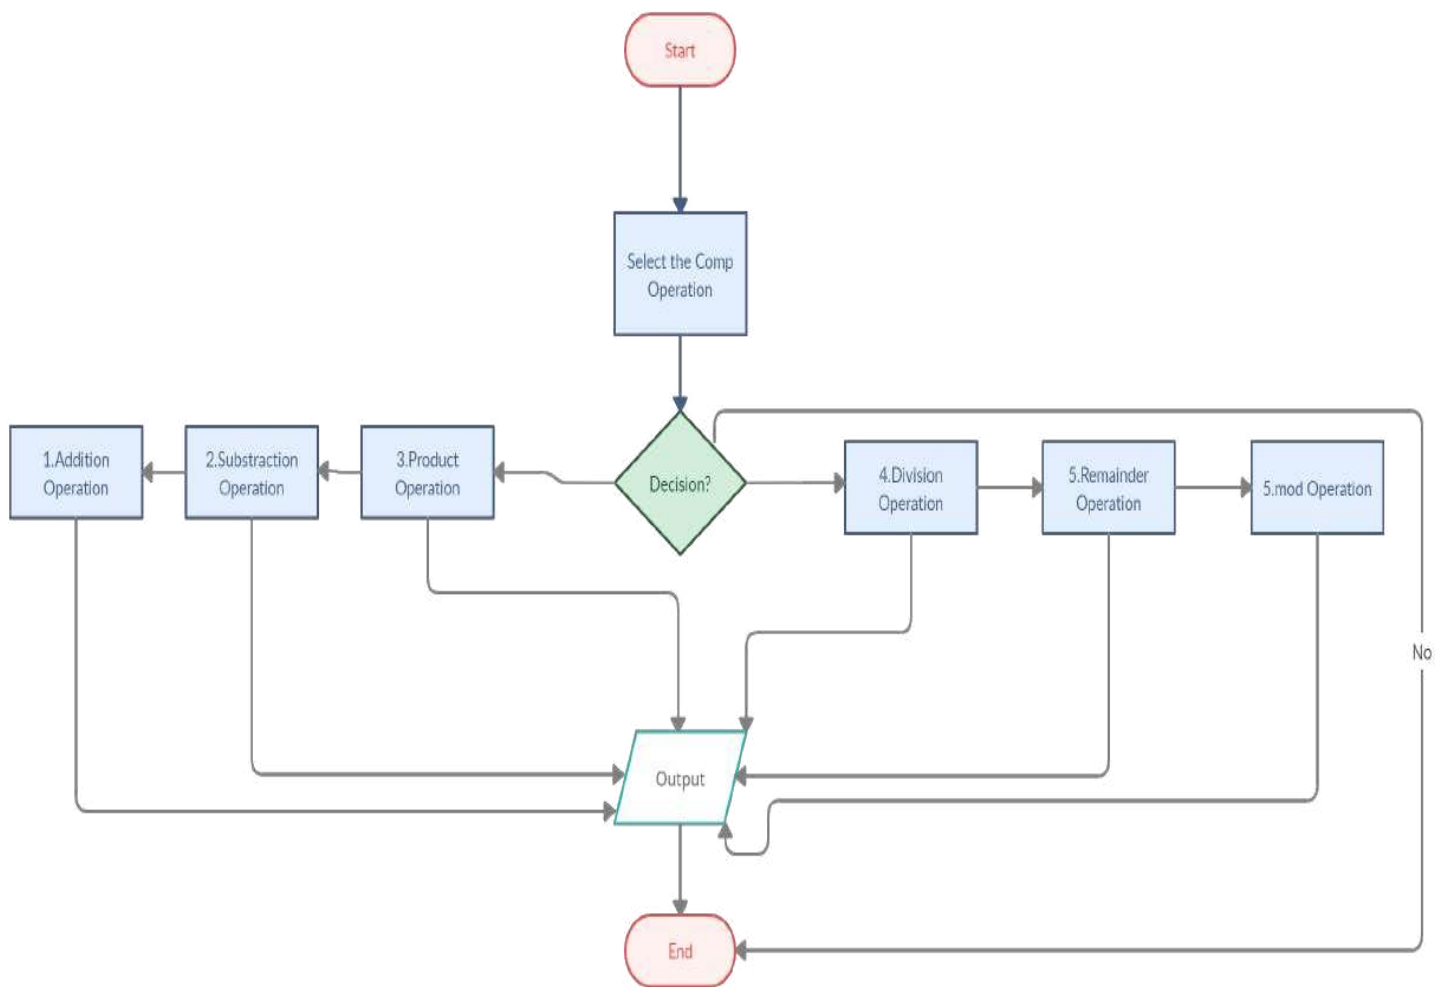 Start
Select the Comp
Operation
Decision?
1.Addition
Operation
2.Substraction
Operation
3.Product
Operation
4.Division
Operation
5.Remainder
Operation
5.mod Operation
No
Output
End